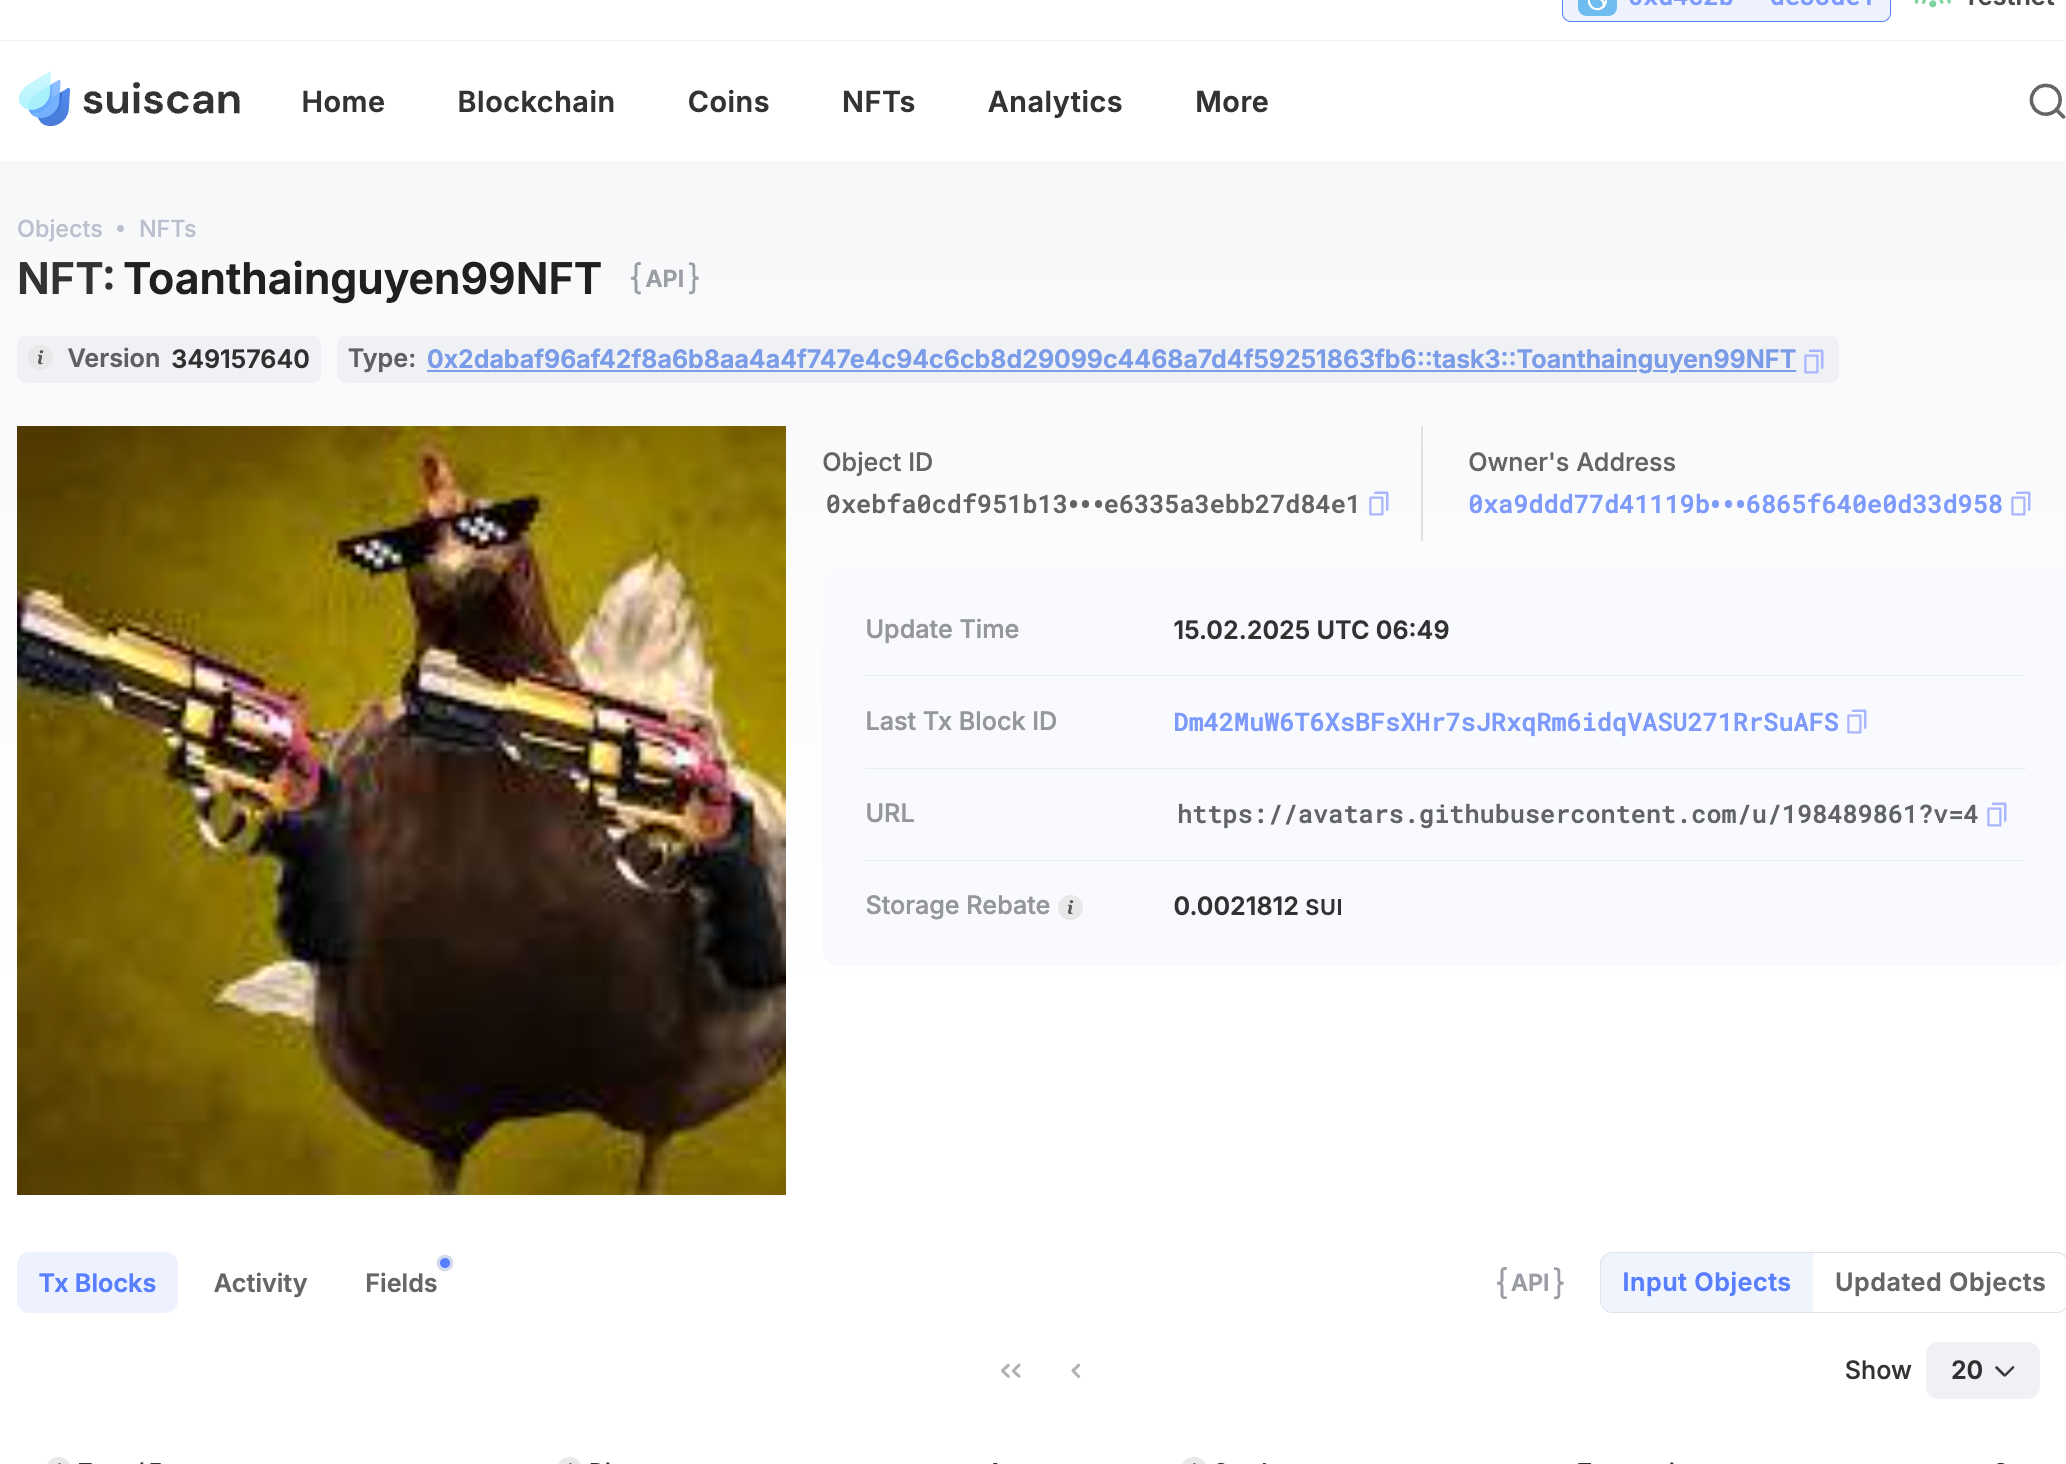 suiscan
Home Blockchain Coins NFTs Analytics More
Objects • NFTs
NFT: Toanthainguyen99NFT {API}
i Version 349157640 Type: 0x2dabaf96af42f8a6b8aa4a4f747e4c94c6cb8d29099c4468a7d4f59251863fb6::task3::Toanthainguyen99NFT
Object ID
0xebfa0cdf951b13•••e6335a3ebb27d84e1
Owner's Address
0xa9ddd77d41119b•••6865f640e0d33d958
Update Time 15.02.2025 UTC 06:49
Last Tx Block ID Dm42MuW6T6XsBFsXHr7sJRxqRm6idqVASU271RrSuAFS
URL https://avatars.githubusercontent.com/u/198489861?v=4
Storage Rebate i 0.0021812 SUI
Tx Blocks Activity Fields {API} Input Objects Updated Objects
Show 20